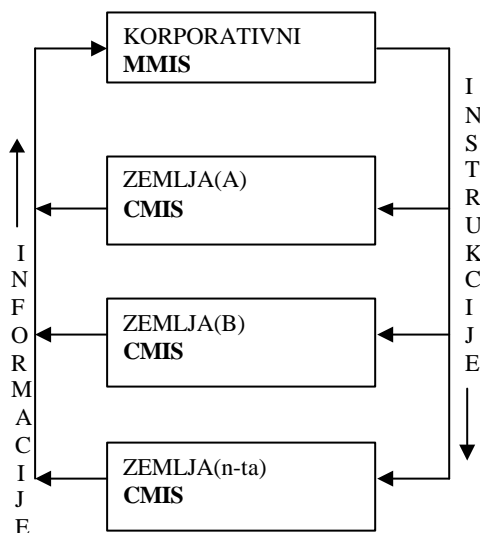 KORPORATIVNI
MMIS
ZEMLJA(A)
CMIS
ZEMLJA(B)
CMIS
ZEMLJA(n-ta)
CMIS
INFORMACIJE
INSTRUKCIJE